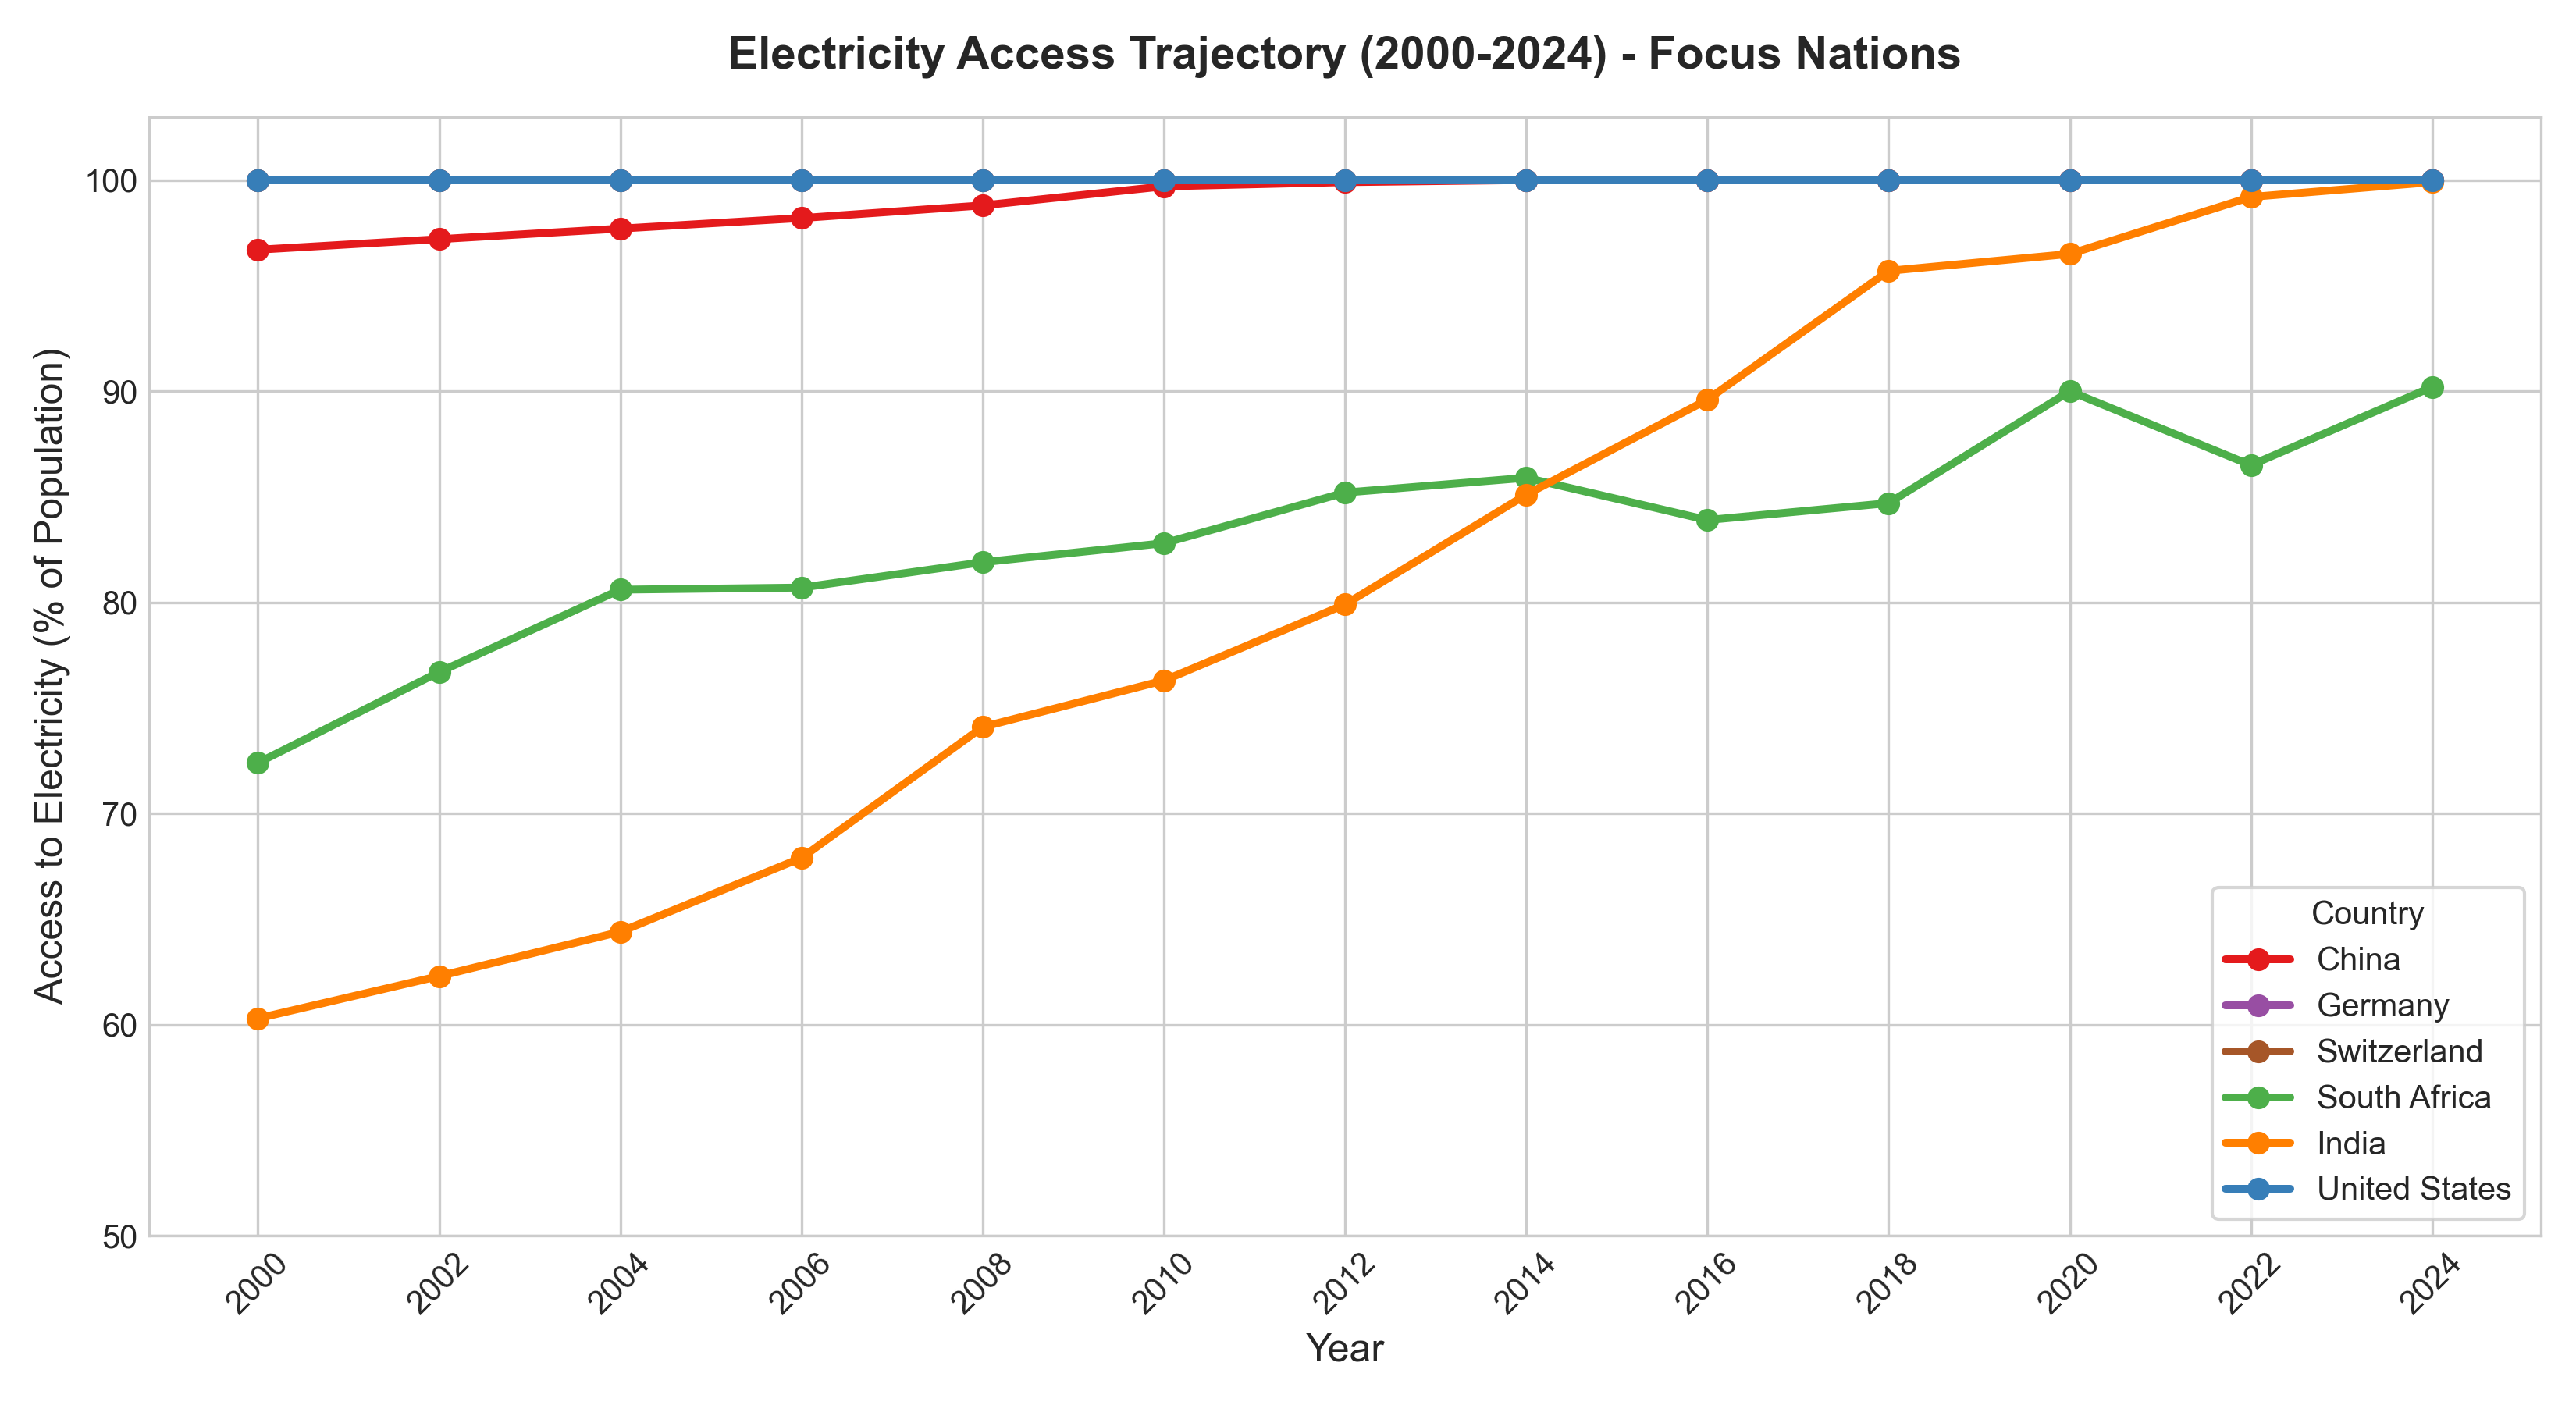 Electricity Access Trajectory (2000-2024) - Focus Nations
Access to Electricity (% of Population)
100
90
80
70
60
50
Country
China
Germany
Switzerland
South Africa
India
United States
2000
2002
2004
2006
2008
2010
2012
2014
2016
2018
2020
2022
2024
Year